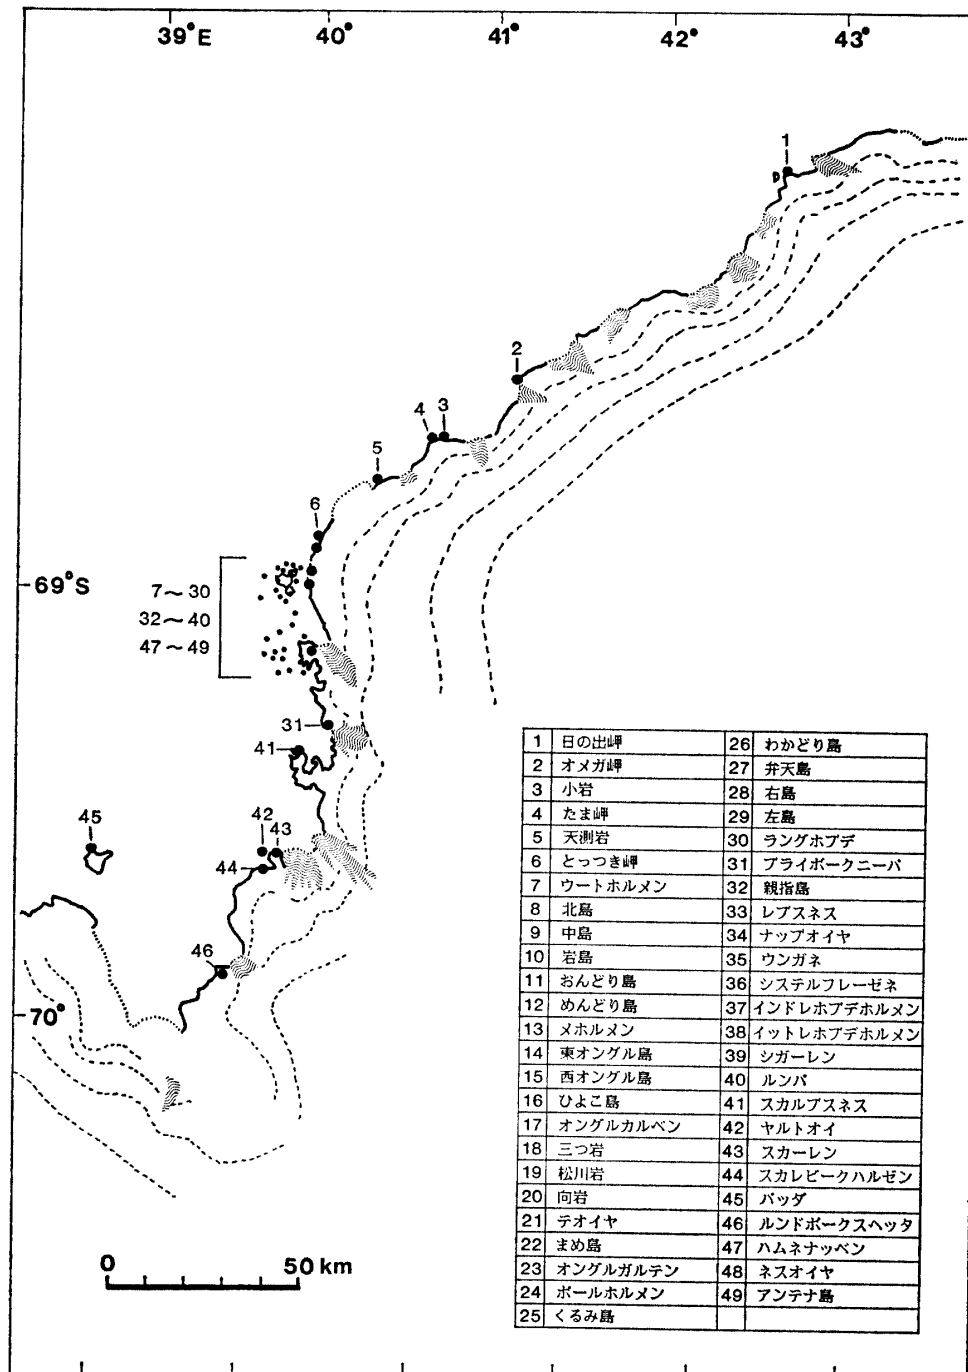 39°E 40° 41° 42° 43°
1
2
4 3
5
6
69°S
7～30
32～40
47～49
31
41
45
42 43
44
46
70°
0 50 km
1 日の出岬 26 わかどり島
2 オメガ岬 27 弁天島
3 小岩 28 右島
4 たま岬 29 左島
5 天測岩 30 ラングホブデ
6 とっつき岬 31 ブライボークニーパ
7 ウートホルメン 32 親指島
8 北島 33 レブスネス
9 中島 34 ナップオイヤ
10 岩島 35 ウンガネ
11 おんどり島 36 システルフレーゼネ
12 めんどり島 37 インドレホブデホルメン
13 メホルメン 38 イットレホブデホルメン
14 東オングル島 39 シガーレン
15 西オングル島 40 ルンパ
16 ひよこ島 41 スカルブスネス
17 オングルカルベン 42 ヤルトオイ
18 三つ岩 43 スカーレン
19 松川岩 44 スカレビークハルゼン
20 向岩 45 パッダ
21 テオイヤ 46 ルンドボークスヘッタ
22 まめ島 47 ハムネナッベン
23 オングルガルテン 48 ネスオイヤ
24 ポールホルメン 49 アンテナ島
25 くるみ島